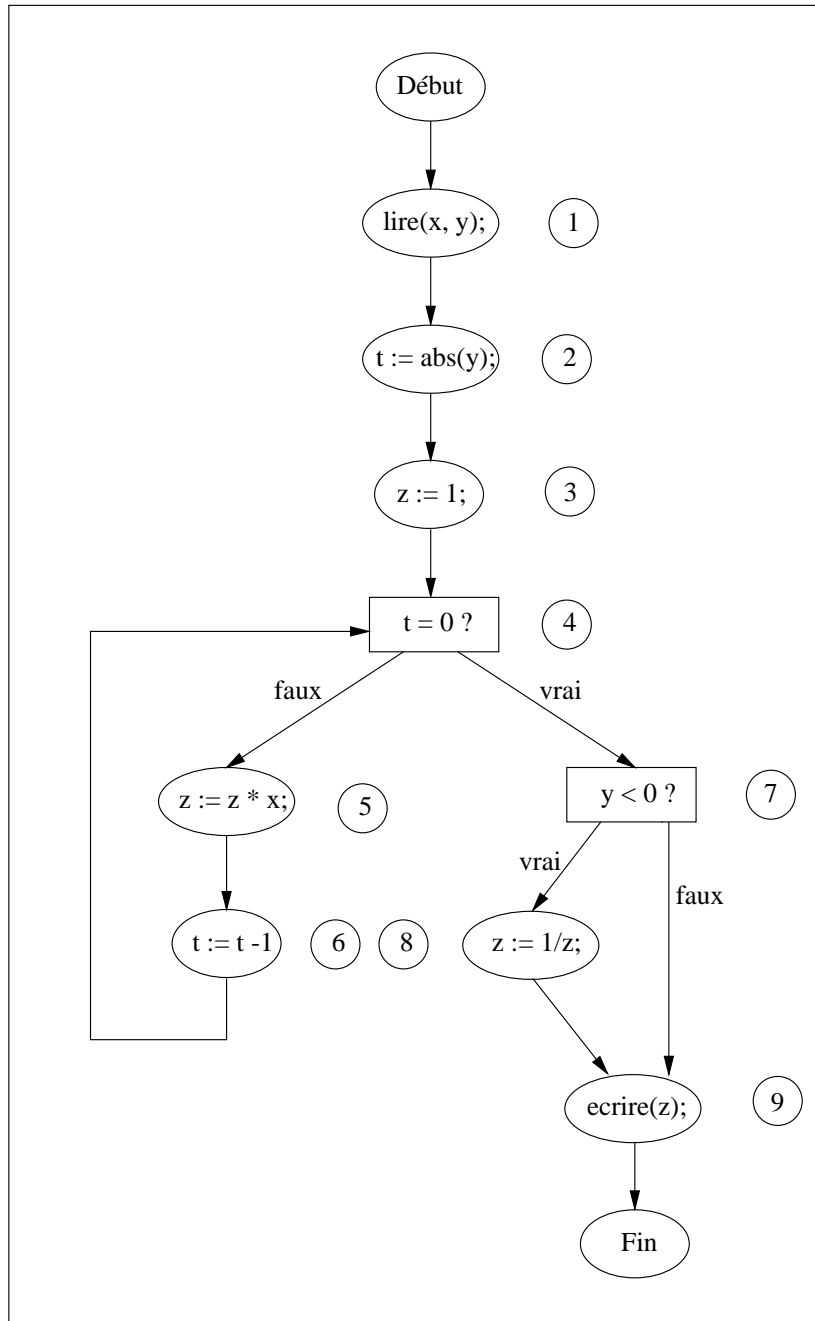 Début
lire(x, y);
1
t := abs(y);
2
z := 1;
3
t = 0 ?
4
faux
vrai
z := z * x;
5
y < 0 ?
7
vrai
faux
t := t -1
6
8
z := 1/z;
ecrire(z);
9
Fin